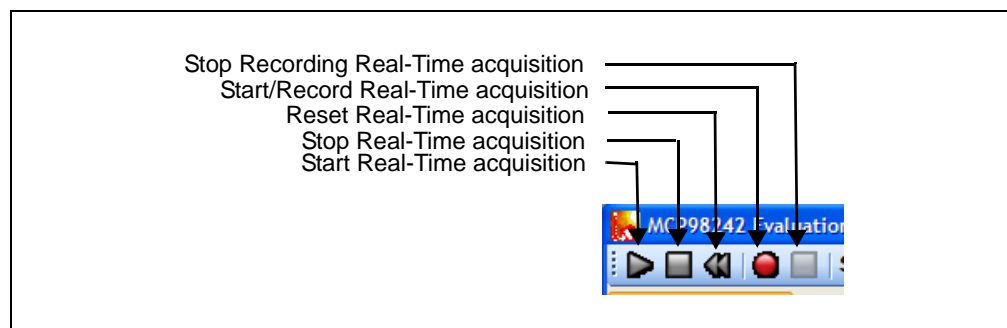 Stop Recording Real-Time acquisition
Start/Record Real-Time acquisition
Reset Real-Time acquisition
Stop Real-Time acquisition
Start Real-Time acquisition
MCP98242 Evaluation